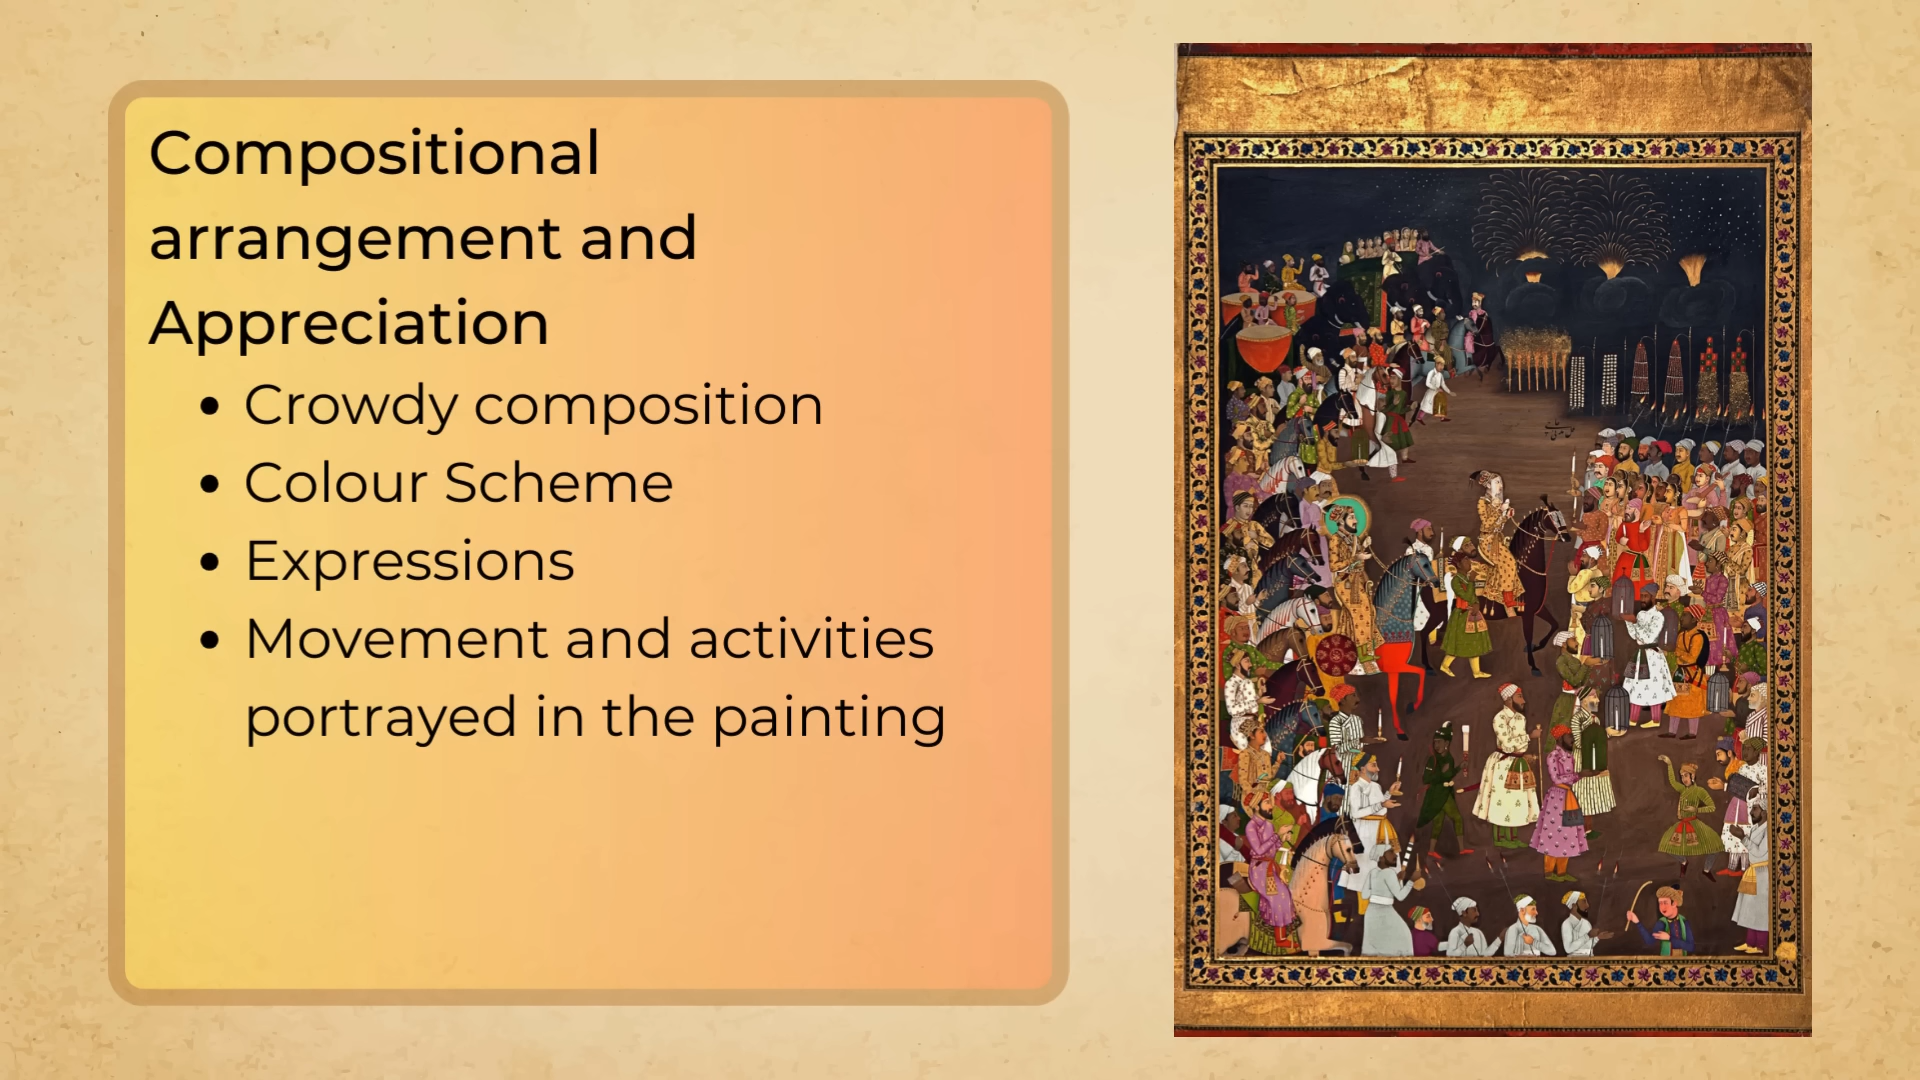 Compositional
arrangement and
Appreciation
• Crowdy composition
• Colour Scheme
• Expressions
• Movement and activities
portrayed in the painting